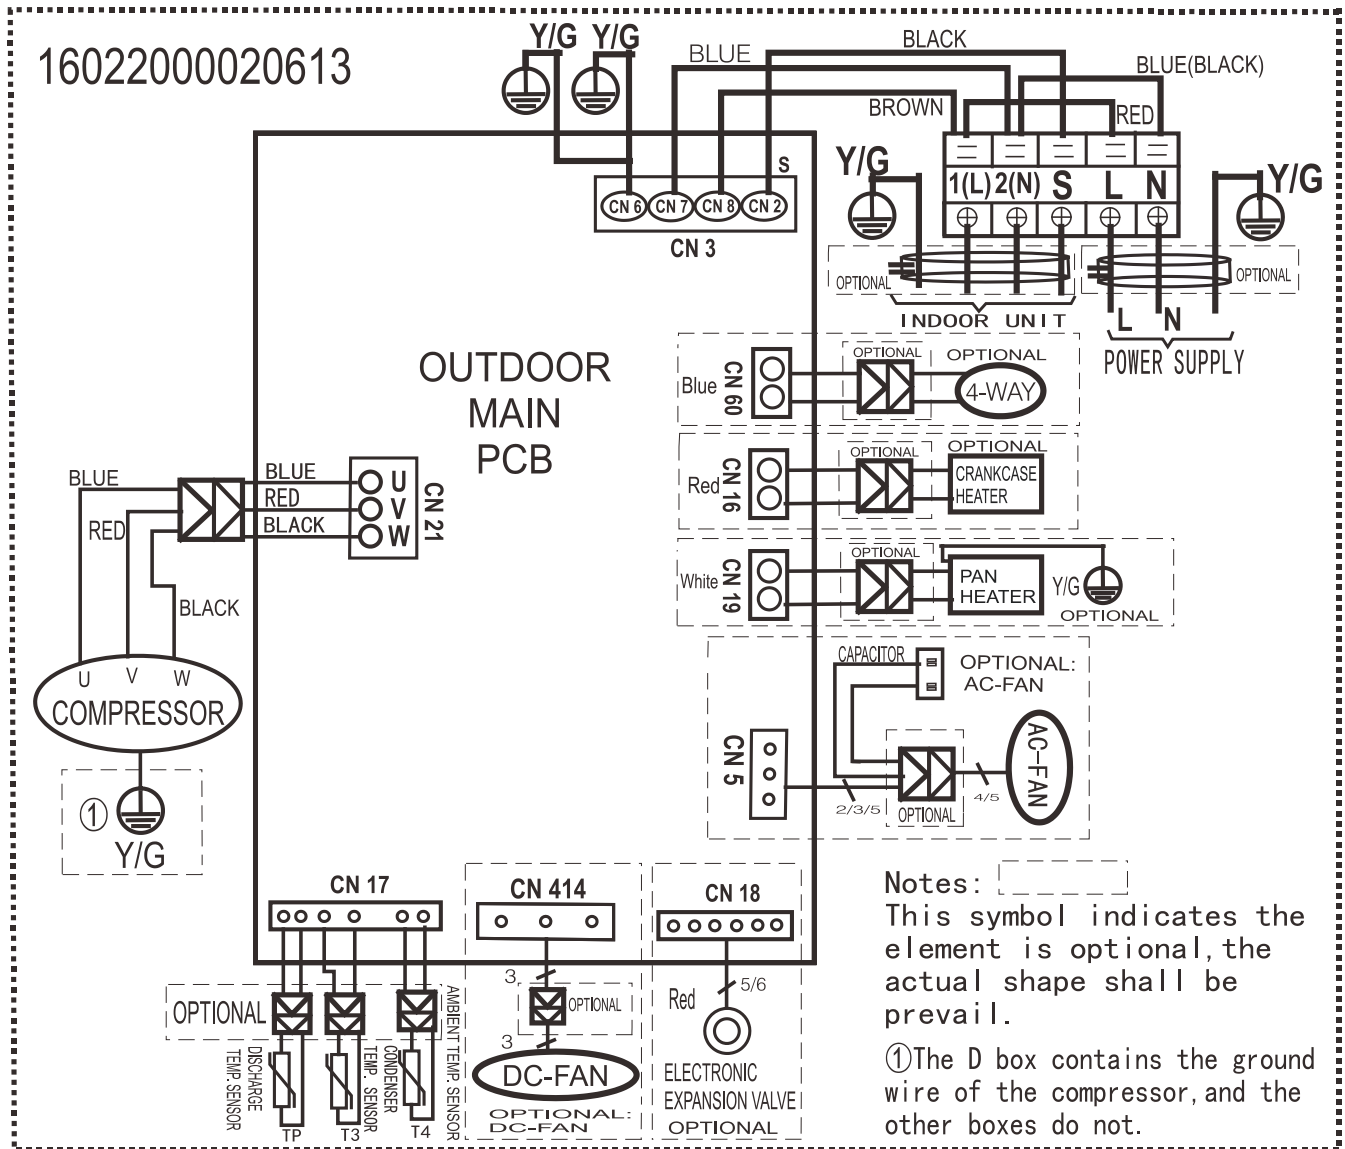 16022000020613
Y/G Y/G
BLUE
BLACK
BLUE(BLACK)
BROWN
RED
S
CN 6 CN 7 CN 8 CN 2
CN 3
Y/G
1(L) 2(N) S L N
Y/G
OPTIONAL
OPTIONAL
INDOOR UNIT
L N
POWER SUPPLY
OUTDOOR
MAIN
PCB
Blue
CN 60
OPTIONAL
OPTIONAL
4-WAY
Red
CN 16
OPTIONAL
OPTIONAL
CRANKCASE
HEATER
White
CN 19
OPTIONAL
PAN
HEATER
Y/G
OPTIONAL
BLUE
RED
BLACK
BLUE
RED
BLACK
U
V
W
CN 21
U V W
COMPRESSOR
①
Y/G
CAPACITOR
OPTIONAL:
AC-FAN
CN 5
2/3/5
OPTIONAL
4/5
AC-FAN
CN 17
OPTIONAL
DISCHARGE
TEMP. SENSOR
TP
CONDENSER
TEMP. SENSOR
T3
AMBIENT TEMP. SENSOR
T4
CN 414
3
OPTIONAL
3
DC-FAN
OPTIONAL:
DC-FAN
CN 18
Red
5/6
ELECTRONIC
EXPANSION VALVE
OPTIONAL
Notes:
This symbol indicates the
element is optional,the
actual shape shall be
prevail.
①The D box contains the ground
wire of the compressor,and the
other boxes do not.